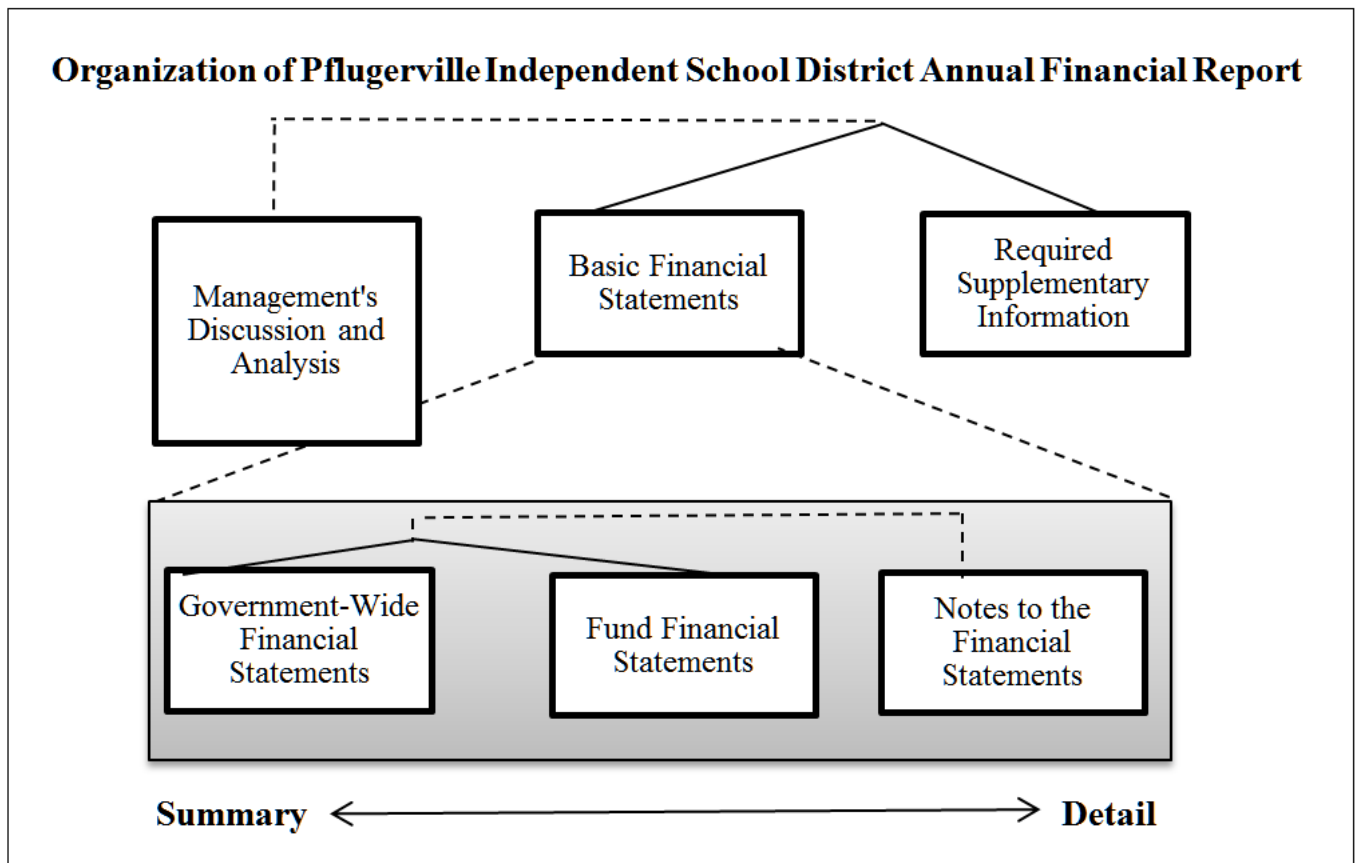 Organization of Pflugerville Independent School District Annual Financial Report
Management's
Discussion and
Analysis
Basic Financial
Statements
Required
Supplementary
Information
Government-Wide
Financial
Statements
Fund Financial
Statements
Notes to the
Financial
Statements
Summary
Detail